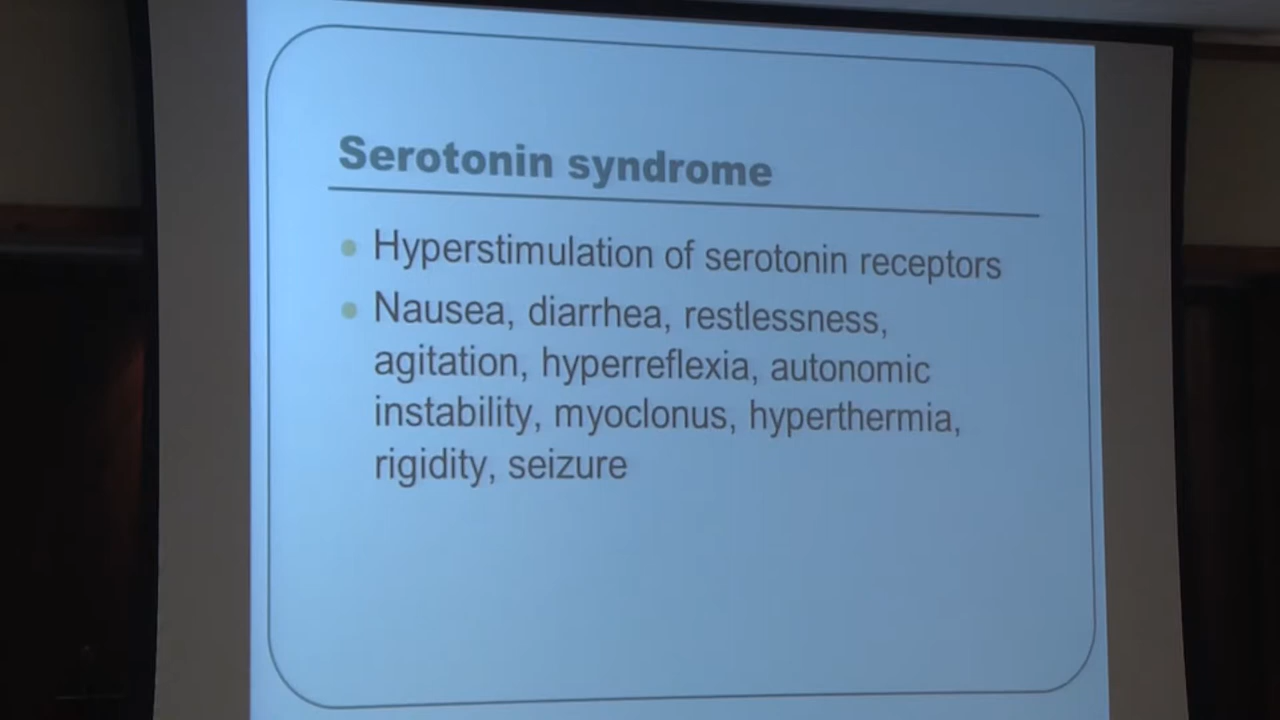 Serotonin syndrome
Hyperstimulation of serotonin receptors
Nausea, diarrhea, restlessness,
agitation, hyperreflexia, autonomic
instability, myoclonus, hyperthermia,
rigidity, seizure